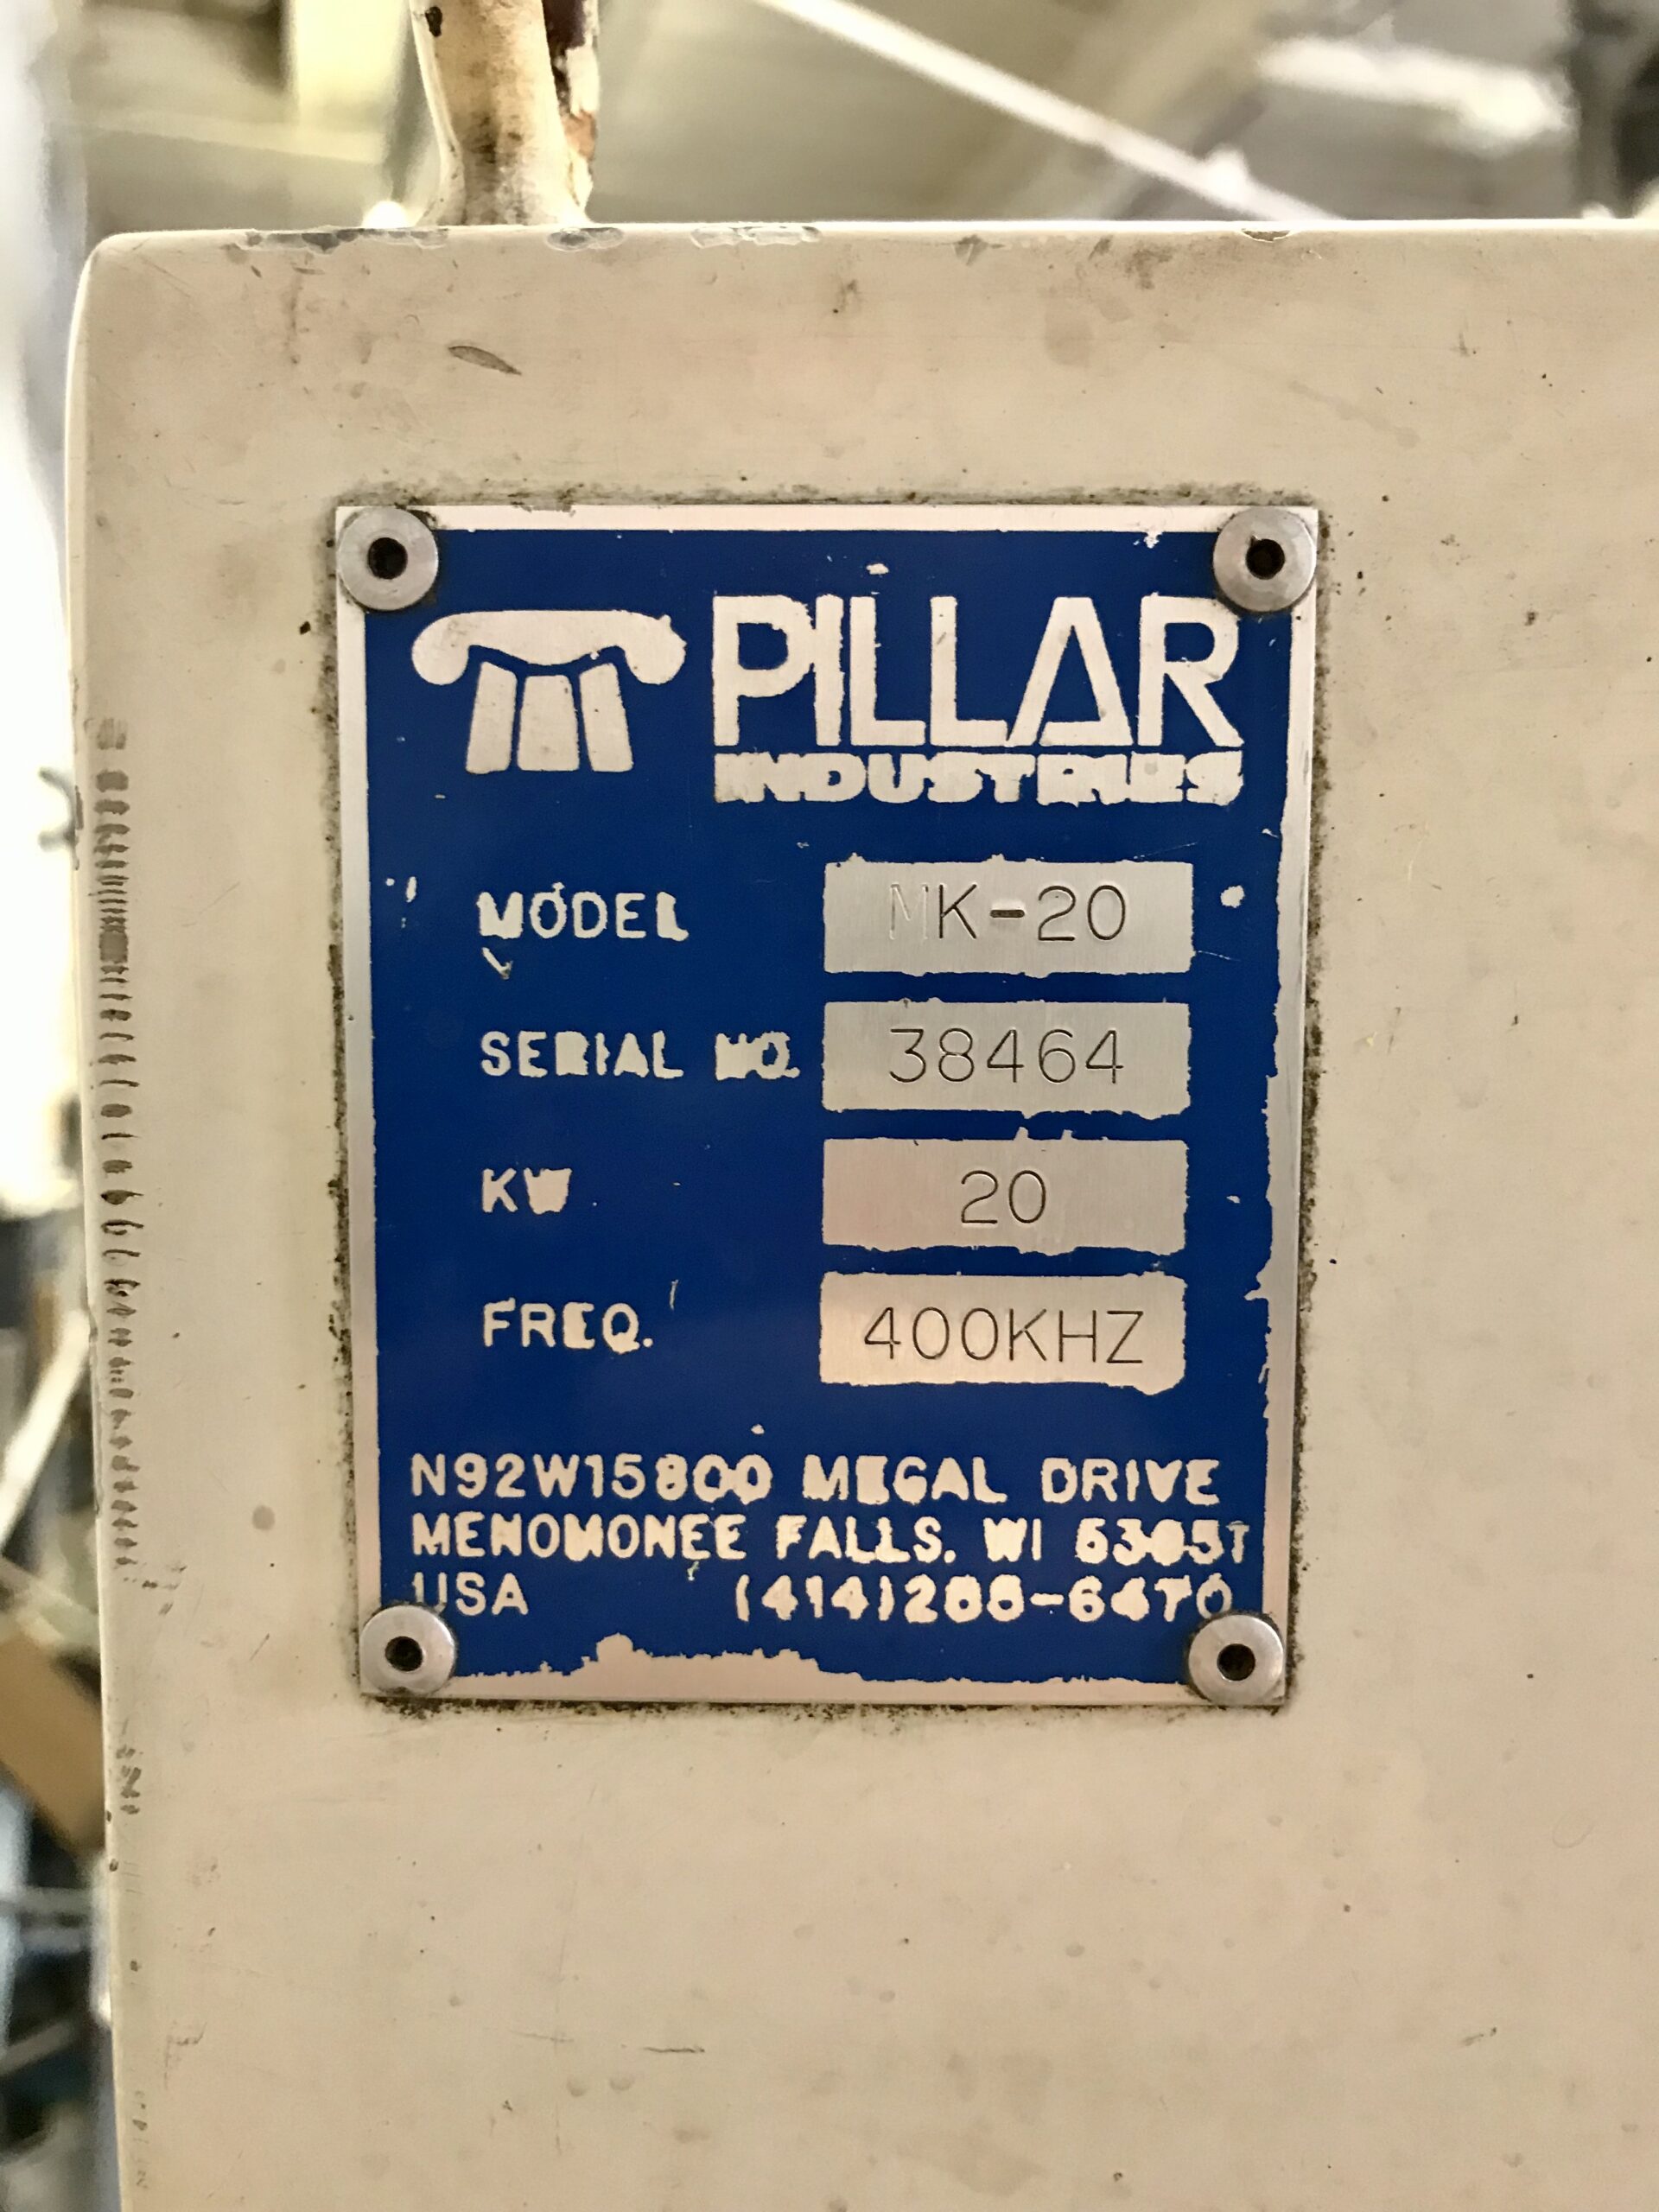 PILLAR
INDUSTRIES
MODEL MK-20
SERIAL NO. 38464
KW 20
FREQ. 400KHZ
N92W15800 MEGAL DRIVE
MENOMONEE FALLS, WI 53051
USA